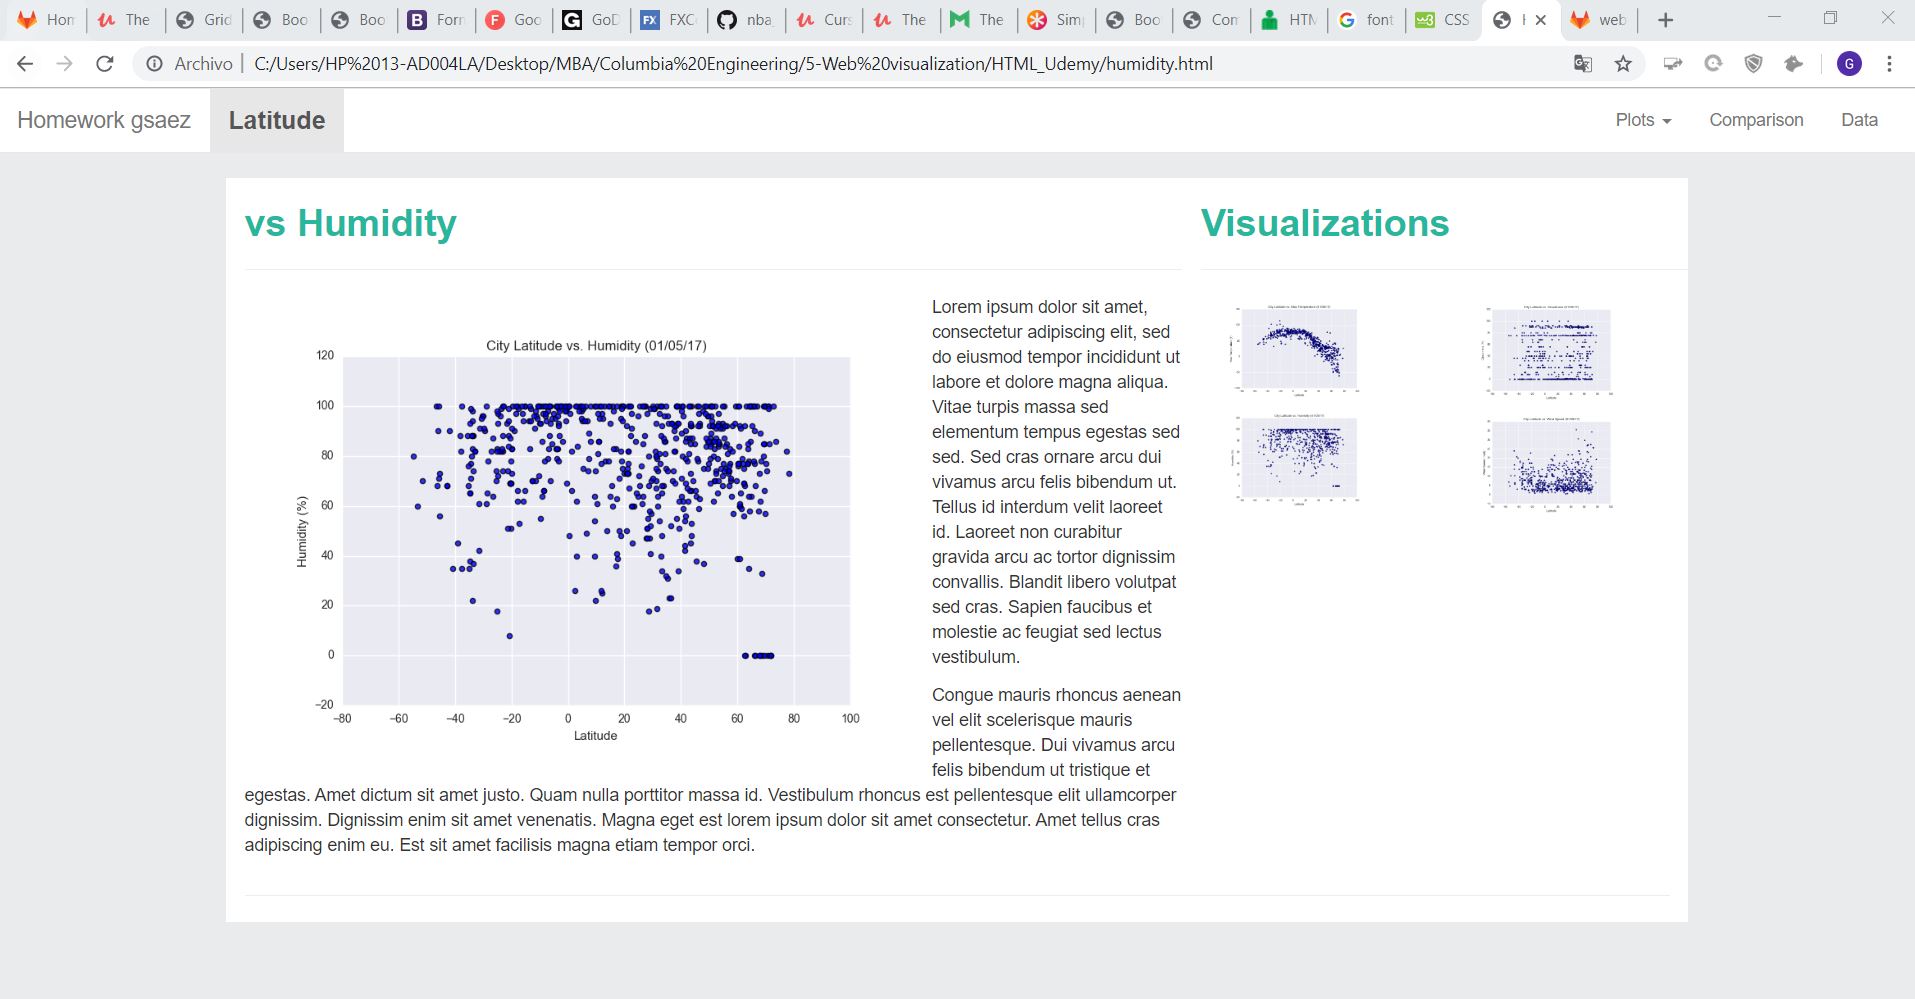 Hom
The
Grid
Boo
Boo
Forn
Goo
GoD
FXC
nba
Curs
The
The
Sim
Boo
Con
HTM
font
CSS
web
Archivo
C:/Users/HP%2013-AD004LA/Desktop/MBA/Columbia%20Engineering/5-Web%20visualization/HTML_Udemy/humidity.html
G
Homework gsaez
Latitude
Plots
Comparison
Data
vs Humidity
Visualizations
City Latitude vs. Humidity (01/05/17)
120
100
80
60
40
20
0
−20
Humidity (%)
−80 −60 −40 −20 0 20 40 60 80 100
Latitude
Lorem ipsum dolor sit amet,
consectetur adipiscing elit, sed
do eiusmod tempor incididunt ut
labore et dolore magna aliqua.
Vitae turpis massa sed
elementum tempus egestas sed
sed. Sed cras ornare arcu dui
vivamus arcu felis bibendum ut.
Tellus id interdum velit laoreet
id. Laoreet non curabitur
gravida arcu ac tortor dignissim
convallis. Blandit libero volutpat
sed cras. Sapien faucibus et
molestie ac feugiat sed lectus
vestibulum.
Congue mauris rhoncus aenean
vel elit scelerisque mauris
pellentesque. Dui vivamus arcu
felis bibendum ut tristique et
egestas. Amet dictum sit amet justo. Quam nulla porttitor massa id. Vestibulum rhoncus est pellentesque elit ullamcorper
dignissim. Dignissim enim sit amet venenatis. Magna eget est lorem ipsum dolor sit amet consectetur. Amet tellus cras
adipiscing enim eu. Est sit amet facilisis magna etiam tempor orci.